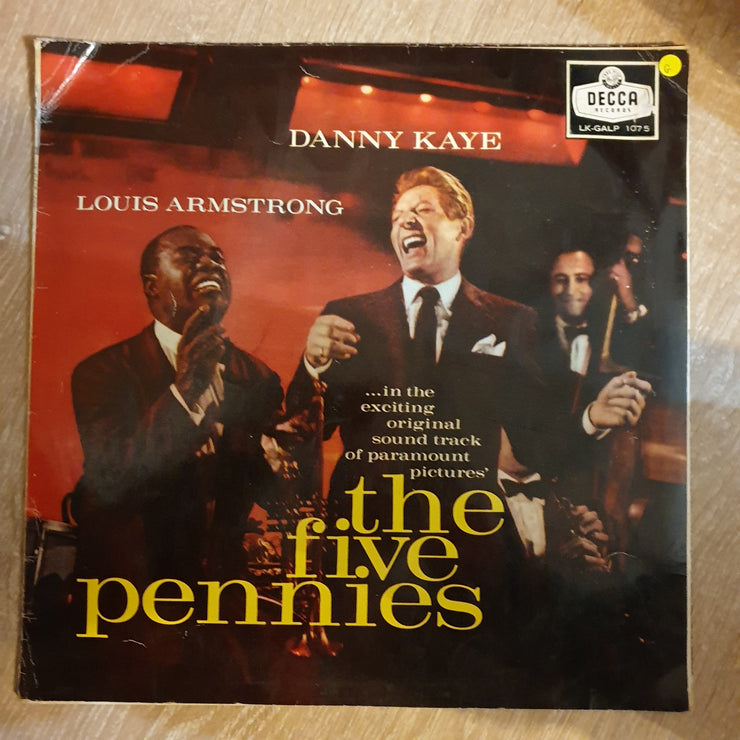 DECCA
RECORDS
LK-GALP 1075
G
DANNY KAYE
LOUIS ARMSTRONG
...in the
exciting
original
sound track
of paramount
pictures'
the
five
pennies